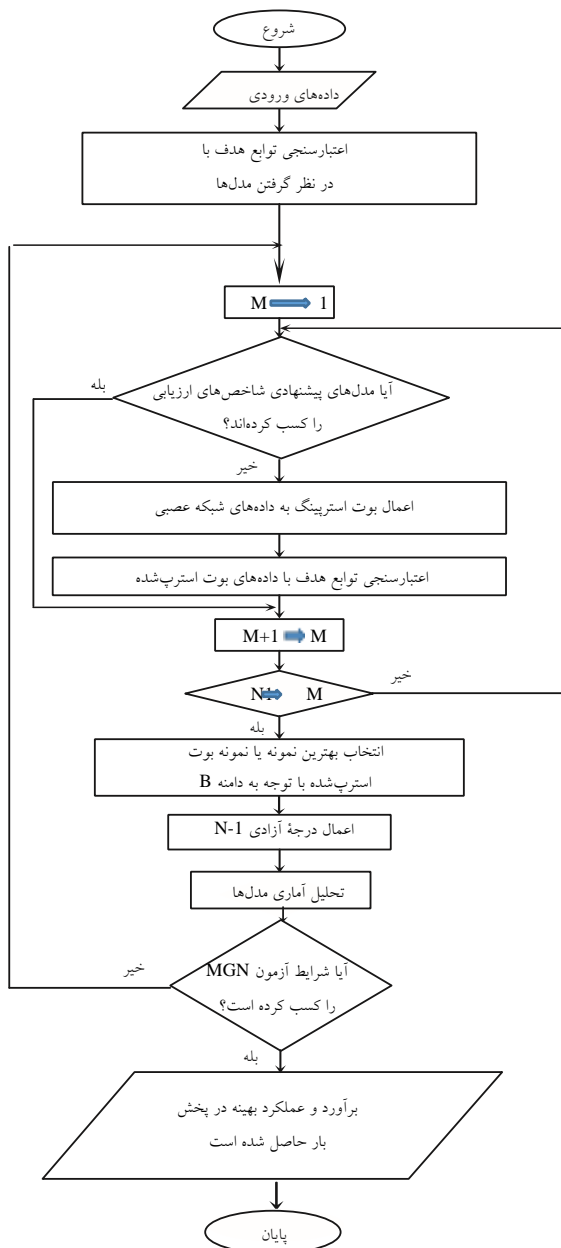 شروع
داده‌های ورودی
اعتبارسنجی توابع هدف با
در نظر گرفتن مدل‌ها
M 1
آیا مدل‌های پیشنهادی شاخص‌های ارزیابی
را کسب کرده‌اند؟
بله
خیر
اعمال بوت استرپینگ به داده‌های شبکه عصبی
اعتبارسنجی توابع هدف با داده‌های بوت استرپ‌شده
M+1 M
M
خیر
بله
انتخاب بهترین نمونه یا نمونه بوت
استرپ‌شده با توجه به دامنه B
اعمال درجۀ آزادی N-1
تحلیل آماری مدل‌ها
آیا شرایط آزمون MGN
را کسب کرده است؟
خیر
بله
برآورد و عملکرد بهینه در پخش
بار حاصل شده است
پایان